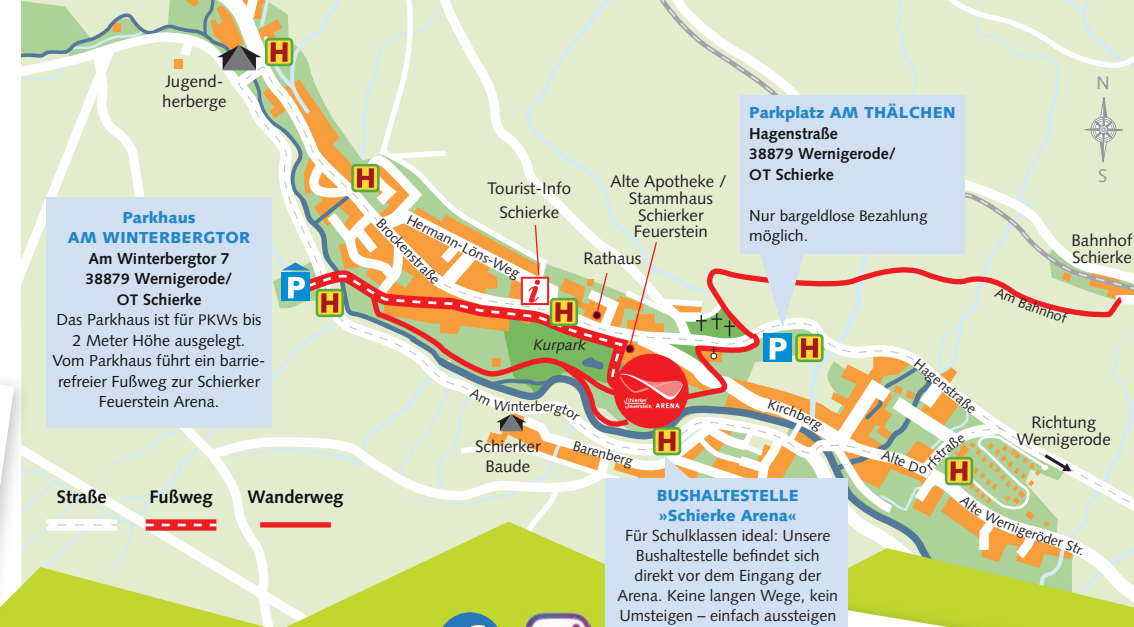 H
Jugend-
herberge
N
S
Parkplatz AM THÄLCHEN
Hagenstraße
38879 Wernigerode/
OT Schierke
Nur bargeldlose Bezahlung
möglich.
H
Tourist-Info
Schierke
Alte Apotheke /
Stammhaus
Schierker
Feuerstein
Rathaus
Parkhaus
AM WINTERBERGTOR
Am Winterbergtor 7
38879 Wernigerode/
OT Schierke
Das Parkhaus ist für PKWs bis
2 Meter Höhe ausgelegt.
Vom Parkhaus führt ein barrie-
refreier Fußweg zur Schierker
Feuerstein Arena.
Hermann-Löns-Weg
Brockenstraße
Bahnhof
Schierke
Am Bahnhof
P
H
i
H
Kurpark
P
H
Schierker
Feuerstein ARENA
Am Winterbergtor
Schierker
Baude
Barenberg
H
Kirchberg
Hagenstraße
Alte Dorfstraße
H
Richtung
Wernigerode
Alte Wernigeröder Str.
Straße
Fußweg
Wanderweg
BUSHALTESTELLE
»Schierke Arena«
Für Schulklassen ideal: Unsere
Bushaltestelle befindet sich
direkt vor dem Eingang der
Arena. Keine langen Wege, kein
Umsteigen – einfach aussteigen